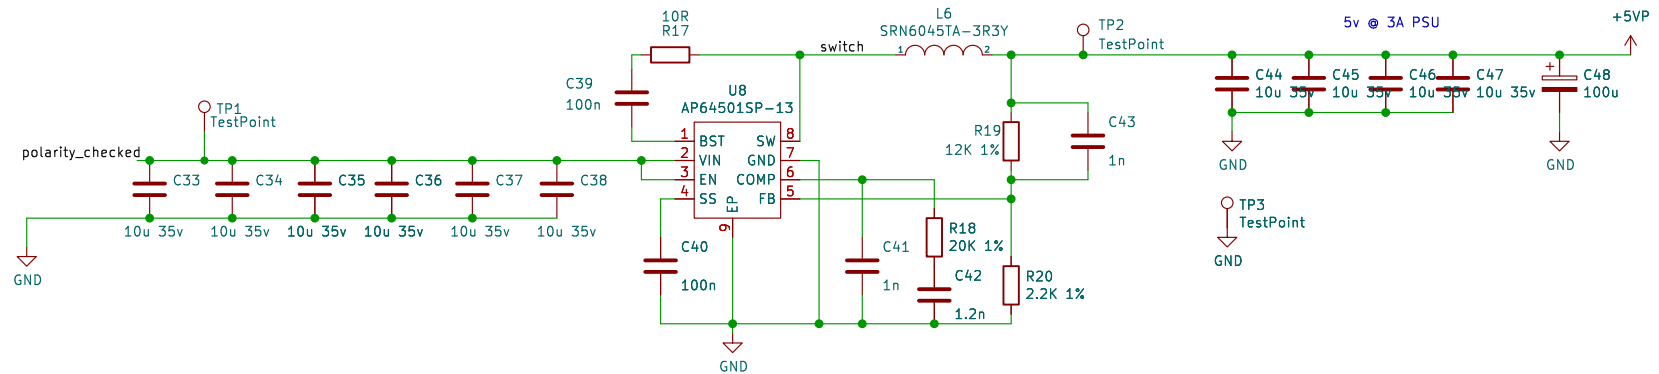 10R
R17
L6
SRN6045TA-3R3Y
1
2
switch
TP2
TestPoint
5v @ 3A PSU
+5VP
C39
100n
U8
AP64501SP-13
C44
10u 35v
C45
10u 35v
C46
10u 35v
C47
10u 35v
+
C48
100u
TP1
TestPoint
polarity_checked
1
2
3
4
BST
VIN
EN
SS
SW
GND
COMP
FB
EP
8
7
6
5
9
R19
12K 1%
C43
1n
GND
GND
C33
10u 35v
C34
10u 35v
C35
10u 35v
C36
10u 35v
C37
10u 35v
C38
10u 35v
GND
C40
100n
C41
1n
R18
20K 1%
C42
1.2n
R20
2.2K 1%
TP3
TestPoint
GND
GND